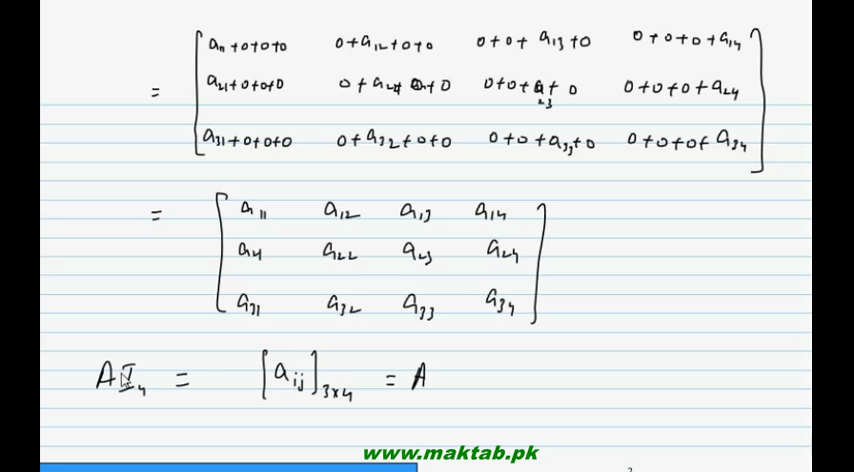 a11+0+0+0 0+a12+0+0 0+0+a13+0 0+0+0+a14
= a21+0+0+0 0+a22+0+0 0+0+a23+0 0+0+0+a24
a31+0+0+0 0+a32+0+0 0+0+a33+0 0+0+0+a34
= a11 a12 a13 a14
a21 a22 a23 a24
a31 a32 a33 a34
AI4 = [aij]3×4 = A
www.maktab.pk